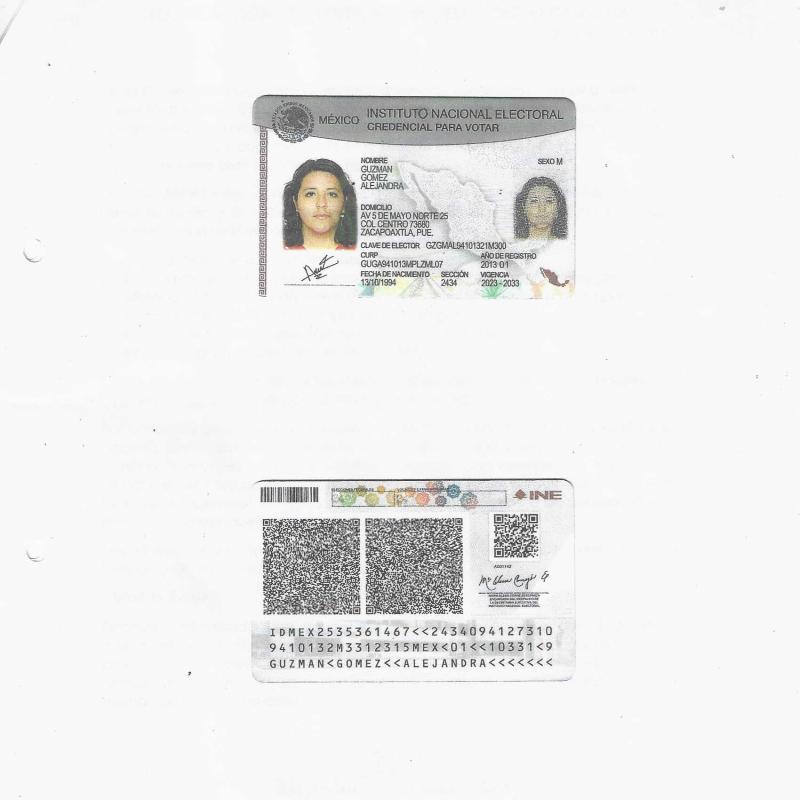 MÉXICO INSTITUTO NACIONAL ELECTORAL
CREDENCIAL PARA VOTAR
NOMBRE
SEXO M
GUZMAN
GOMEZ
ALEJANDRA
DOMICILIO
AV 5 DE MAYO NORTE 25
COL CENTRO 73680
ZACAPOAXTLA, PUE.
CLAVE DE ELECTOR GZGMAL94101321M300
CURP AÑO DE REGISTRO
GUGA941013MPLZML07 2013 01
FECHA DE NACIMIENTO SECCIÓN VIGENCIA
13/10/1994 2434 2023 - 2033
INE
IDMEX2535361467<<2434094127310
9410132M3312315MEX<01<<10331<9
GUZMAN<GOMEZ<<ALEJANDRA<<<<<<<